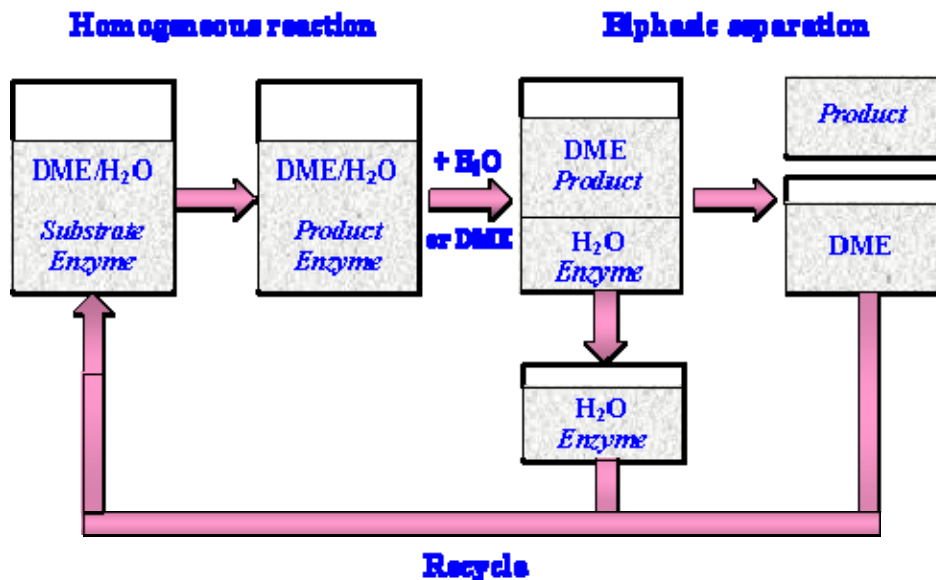 Homogeneous reaction
Biphasic separation
DME/H₂O
Substrate
Enzyme
DME/H₂O
Product
Enzyme
+ H₂O
or DME
DME
Product
H₂O
Enzyme
Product
DME
H₂O
Enzyme
Recycle